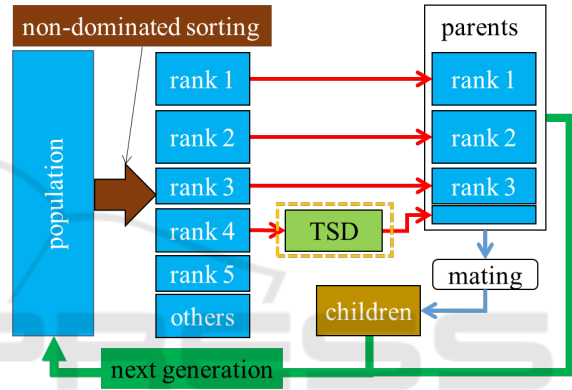 non-dominated sorting
parents
population
rank 1
rank 2
rank 3
rank 4
rank 5
others
TSD
rank 1
rank 2
rank 3
mating
children
next generation
PRESS